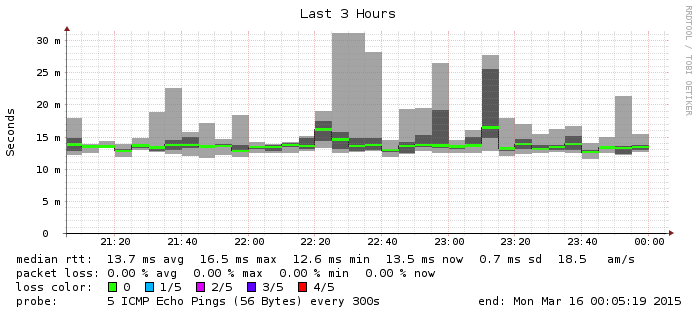 Last 3 Hours
RRDTOOL / TOBI OETIKER
Seconds
30 m
25 m
20 m
15 m
10 m
5 m
0
21:20 21:40 22:00 22:20 22:40 23:00 23:20 23:40 00:00
median rtt: 13.7 ms avg 16.5 ms max 12.6 ms min 13.5 ms now 0.7 ms sd 18.5 am/s
packet loss: 0.00 % avg 0.00 % max 0.00 % min 0.00 % now
loss color: 0 1/5 2/5 3/5 4/5
probe: 5 ICMP Echo Pings (56 Bytes) every 300s end: Mon Mar 16 00:05:19 2015